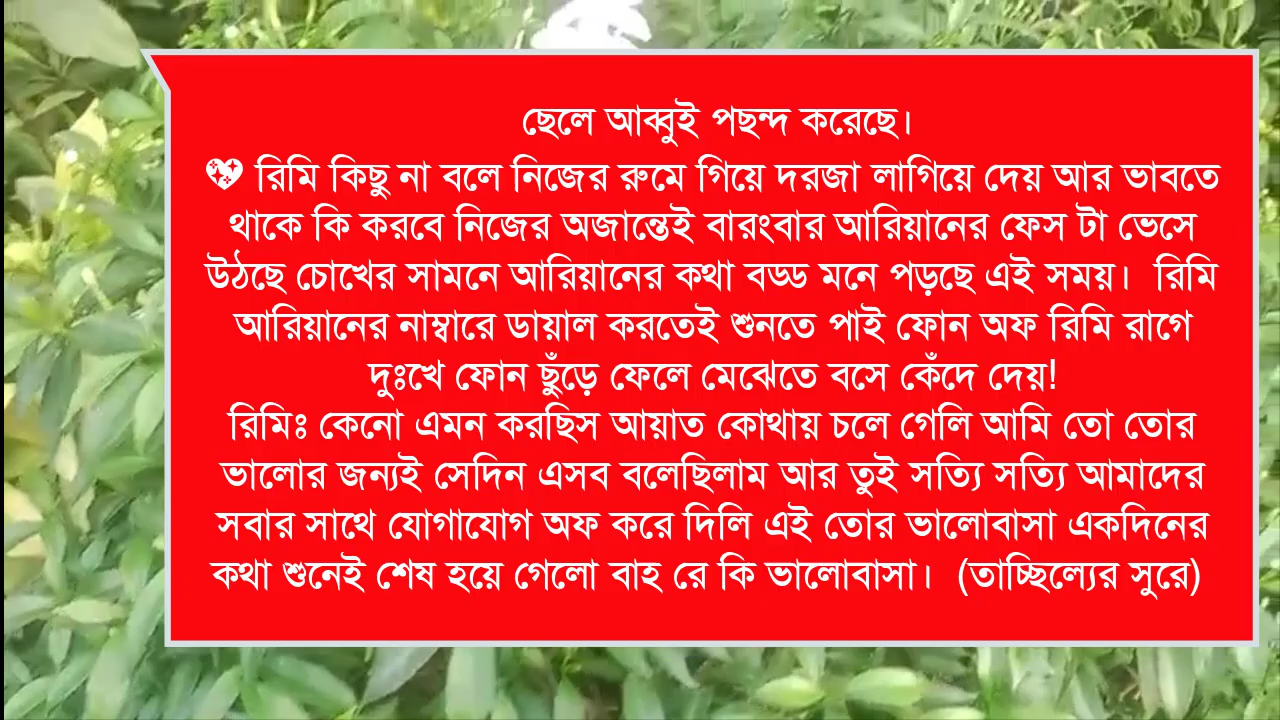 ছেলে আব্বুই পছন্দ করেছে।
💖 রিমি কিছু না বলে নিজের রুমে গিয়ে দরজা লাগিয়ে দেয় আর ভাবতে
থাকে কি করবে নিজের অজান্তেই বারংবার আরিয়ানের ফেস টা ভেসে
উঠছে চোখের সামনে আরিয়ানের কথা বড্ড মনে পড়ছে এই সময়। রিমি
আরিয়ানের নাম্বারে ডায়াল করতেই শুনতে পাই ফোন অফ রিমি রাগে
দুঃখে ফোন ছুঁড়ে ফেলে মেঝেতে বসে কেঁদে দেয়!
রিমিঃ কেনো এমন করছিস আয়াত কোথায় চলে গেলি আমি তো তোর
ভালোর জন্যই সেদিন এসব বলেছিলাম আর তুই সত্যি সত্যি আমাদের
সবার সাথে যোগাযোগ অফ করে দিলি এই তোর ভালোবাসা একদিনের
কথা শুনেই শেষ হয়ে গেলো বাহ রে কি ভালোবাসা। (তাচ্ছিল্যের সুরে)